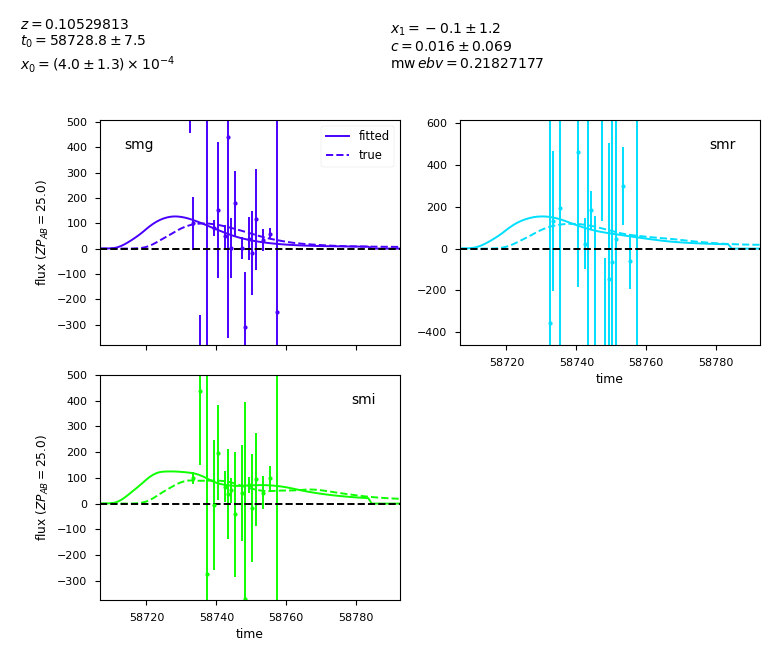 z = 0.10529813
t₀ = 58728.8 ± 7.5
x₀ = (4.0 ± 1.3) × 10⁻⁴
x₁ = −0.1 ± 1.2
c = 0.016 ± 0.069
mw ebv = 0.21827177
smg
fitted
true
500
400
300
200
100
0
−100
−200
−300
flux (ZP_AB = 25.0)
smr
600
400
200
0
−200
−400
58720 58740 58760 58780
time
smi
500
400
300
200
100
0
−100
−200
−300
flux (ZP_AB = 25.0)
58720 58740 58760 58780
time